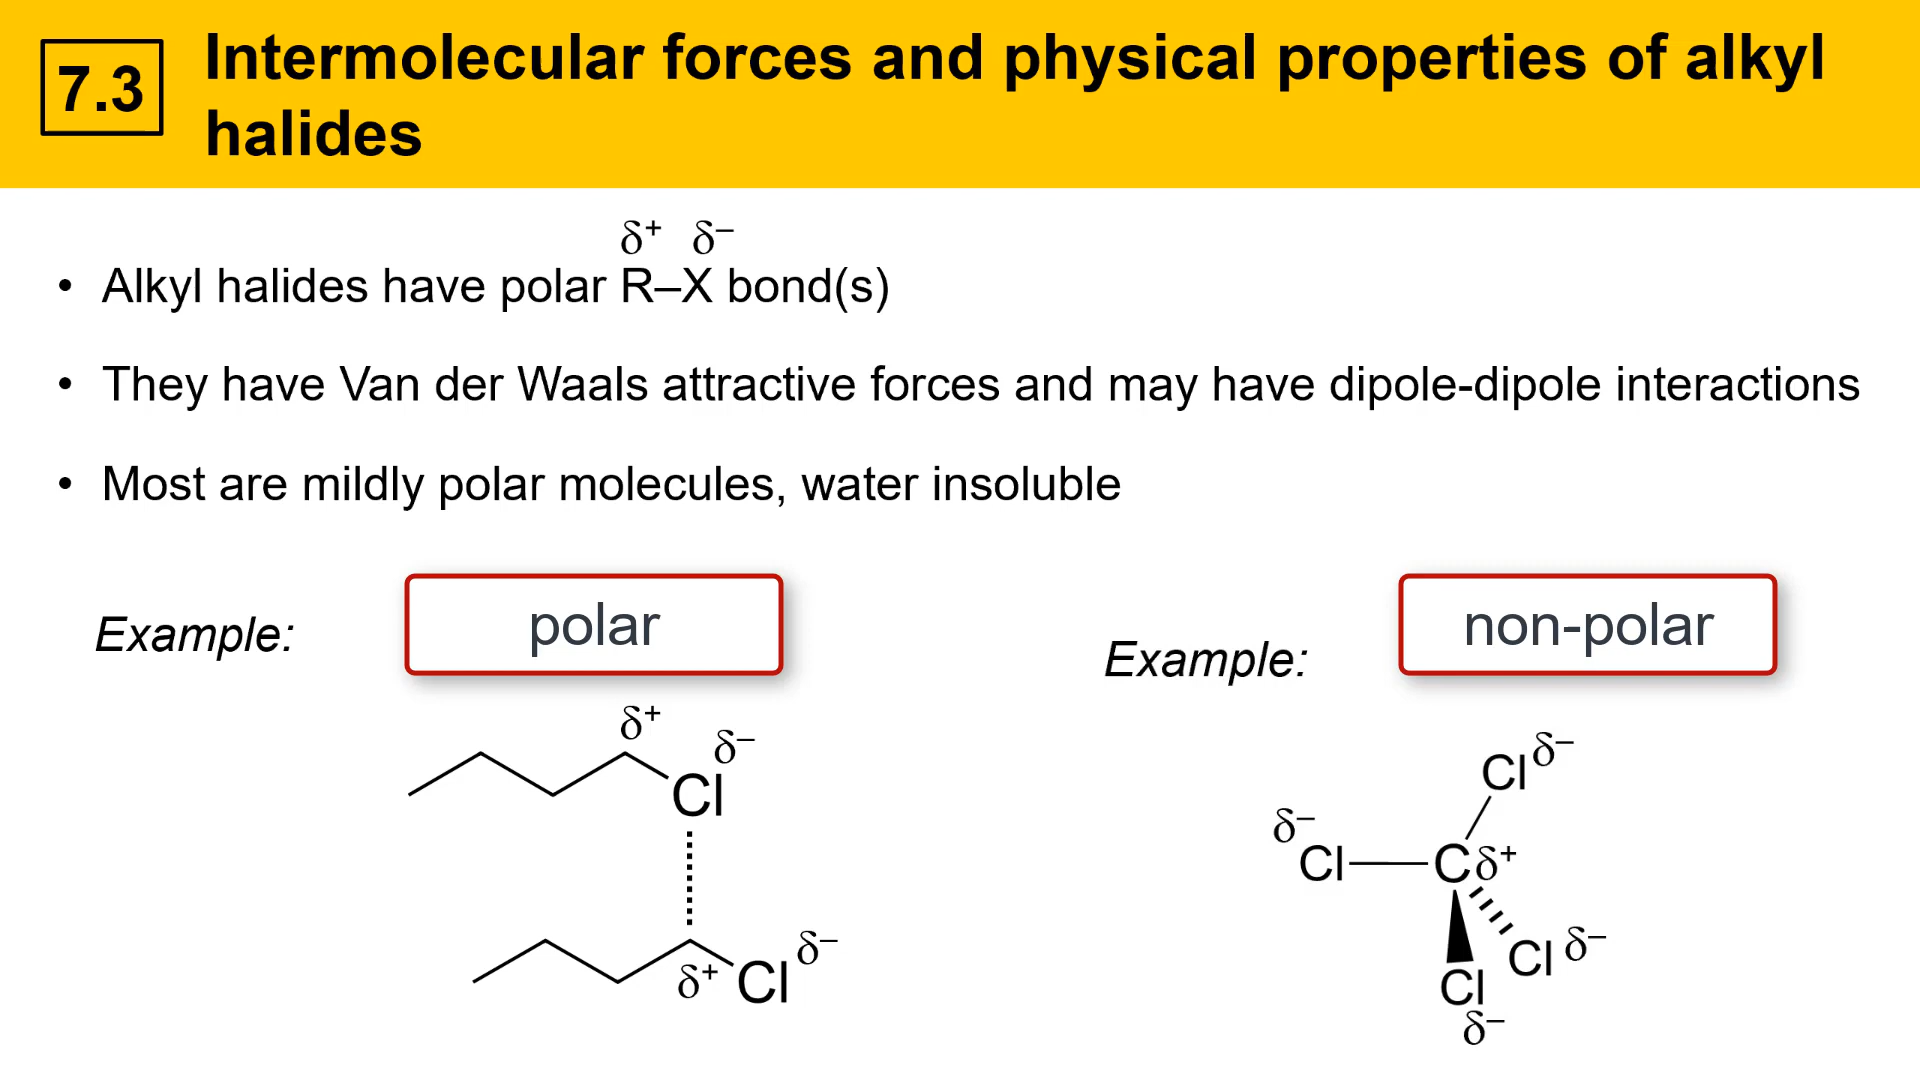 7.3
Intermolecular forces and physical properties of alkyl
halides
δ+ δ–
• Alkyl halides have polar R–X bond(s)
• They have Van der Waals attractive forces and may have dipole-dipole interactions
• Most are mildly polar molecules, water insoluble
Example:
polar
δ+
δ–
Cl
δ–
δ+
Cl
Example:
non-polar
Cl δ–
δ–
Cl
C δ+
Cl δ–
Cl
δ–